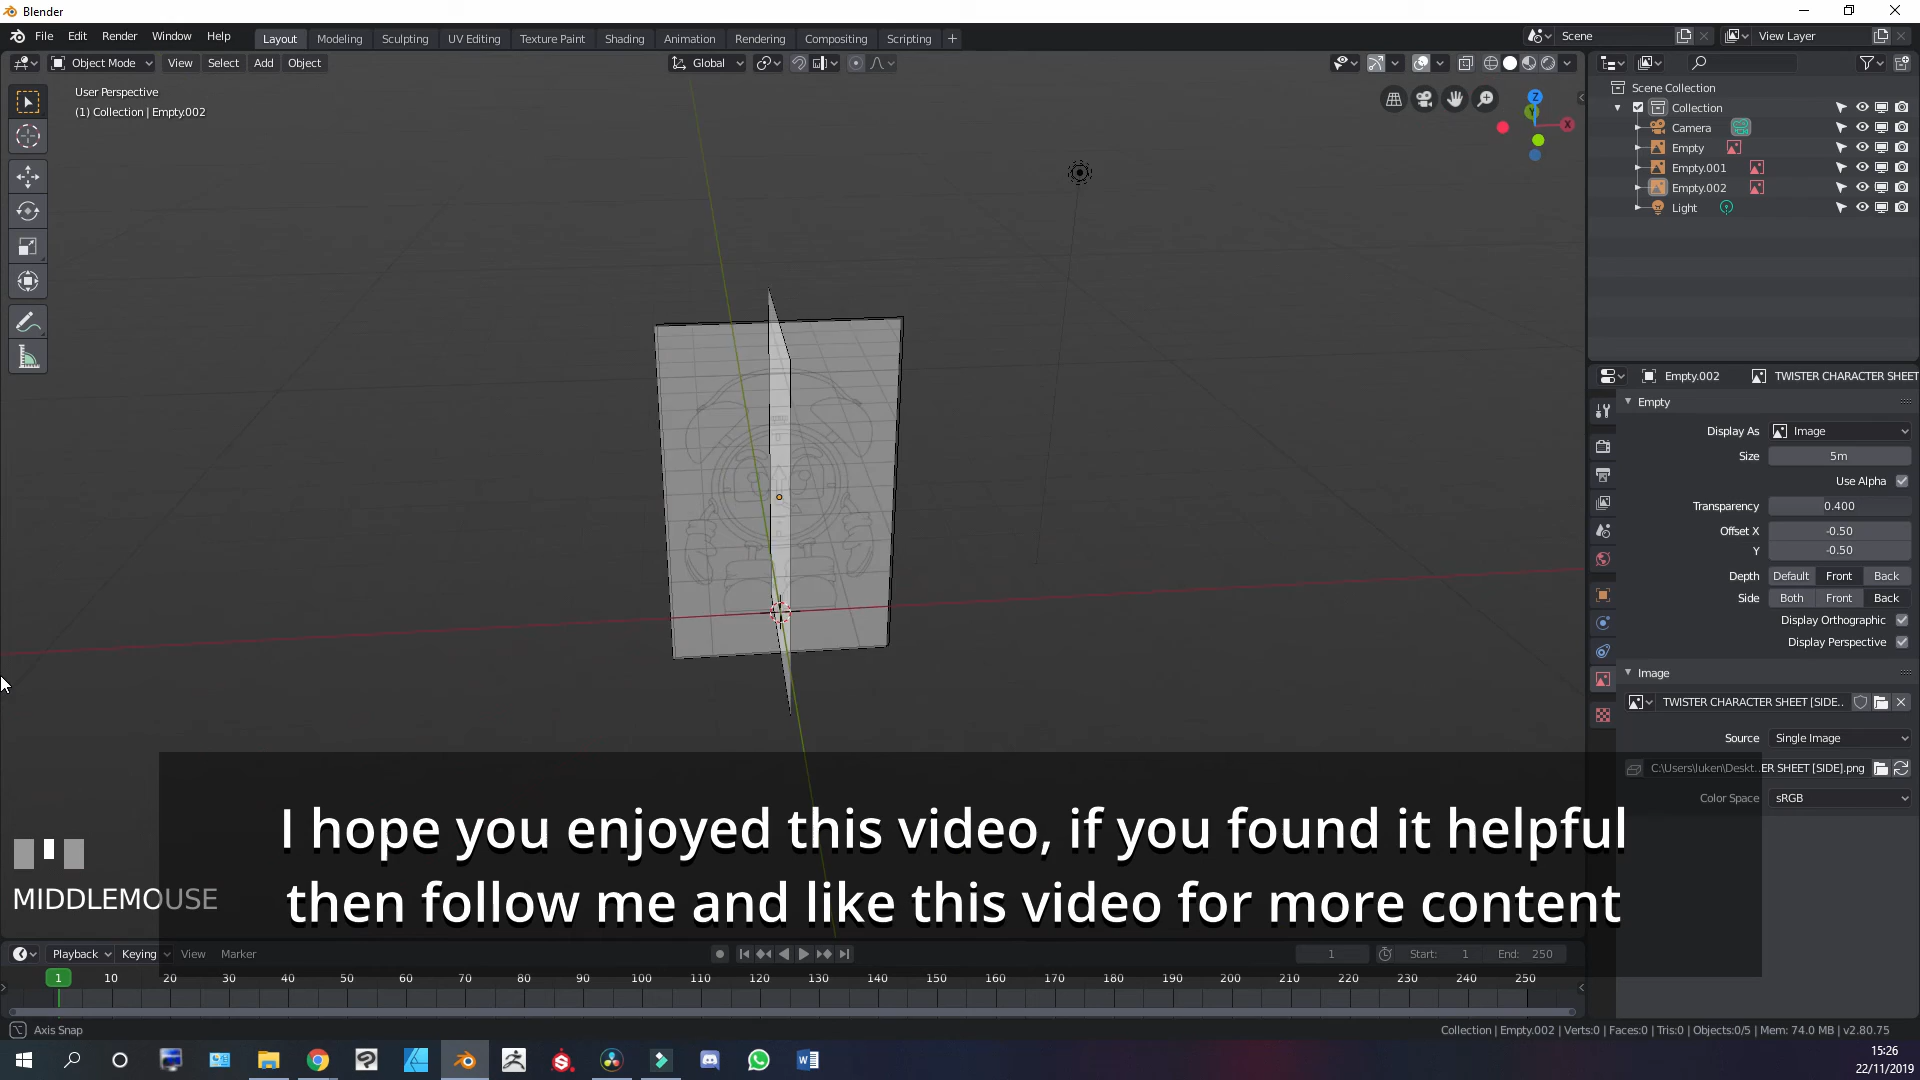 Blender
File Edit Render Window Help
Layout Modeling Sculpting UV Editing Texture Paint Shading Animation Rendering Compositing Scripting +
Scene
View Layer
Object Mode View Select Add Object
Global
User Perspective
(1) Collection | Empty.002
Z
Y
X
Scene Collection
Collection
Camera
Empty
Empty.001
Empty.002
Light
Empty.002 TWISTER CHARACTER SHEET
Empty
Display As Image
Size 5m
Use Alpha
Transparency 0.400
Offset X -0.50
Y -0.50
Depth Default Front Back
Side Both Front Back
Display Orthographic
Display Perspective
Image
TWISTER CHARACTER SHEET [SIDE..
Source Single Image
C:\Users\luken\Deskt..ER SHEET [SIDE].png
Color Space sRGB
I hope you enjoyed this video, if you found it helpful
then follow me and like this video for more content
MIDDLEMOUSE
Playback Keying View Marker
1 Start: 1 End: 250
1 10 20 30 40 50 60 70 80 90 100 110 120 130 140 150 160 170 180 190 200 210 220 230 240 250
Axis Snap
Collection | Empty.002 | Verts:0 | Faces:0 | Tris:0 | Objects:0/5 | Mem: 74.0 MB | v2.80.75
15:26
22/11/2019